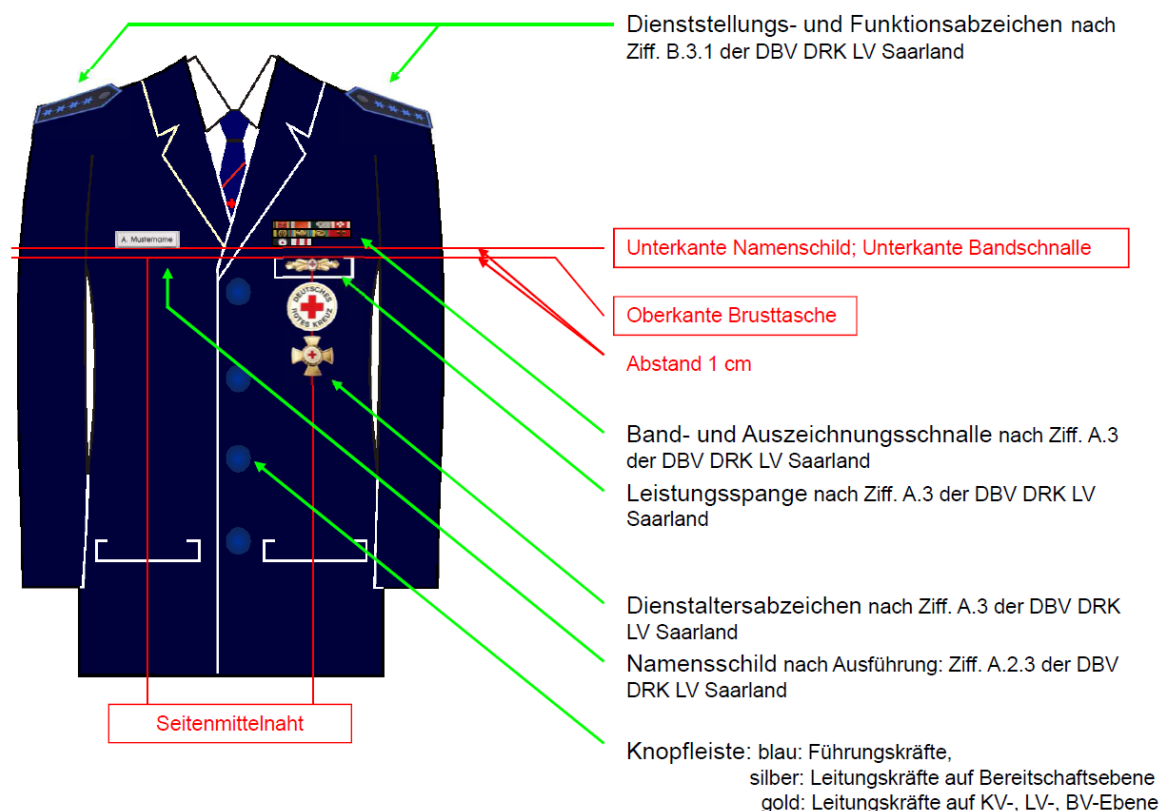 Dienststellungs- und Funktionsabzeichen nach
Ziff. B.3.1 der DBV DRK LV Saarland
A. Mustername
Unterkante Namenschild; Unterkante Bandschnalle
DEUTSCHES
ROTES KREUZ
Oberkante Brusttasche
Abstand 1 cm
Band- und Auszeichnungsschnalle nach Ziff. A.3
der DBV DRK LV Saarland
Leistungsspange nach Ziff. A.3 der DBV DRK LV
Saarland
Dienstaltersabzeichen nach Ziff. A.3 der DBV DRK
LV Saarland
Namensschild nach Ausführung: Ziff. A.2.3 der DBV
DRK LV Saarland
Seitenmittelnaht
Knopfleiste: blau: Führungskräfte,
silber: Leitungskräfte auf Bereitschaftsebene
gold: Leitungskräfte auf KV-, LV-, BV-Ebene